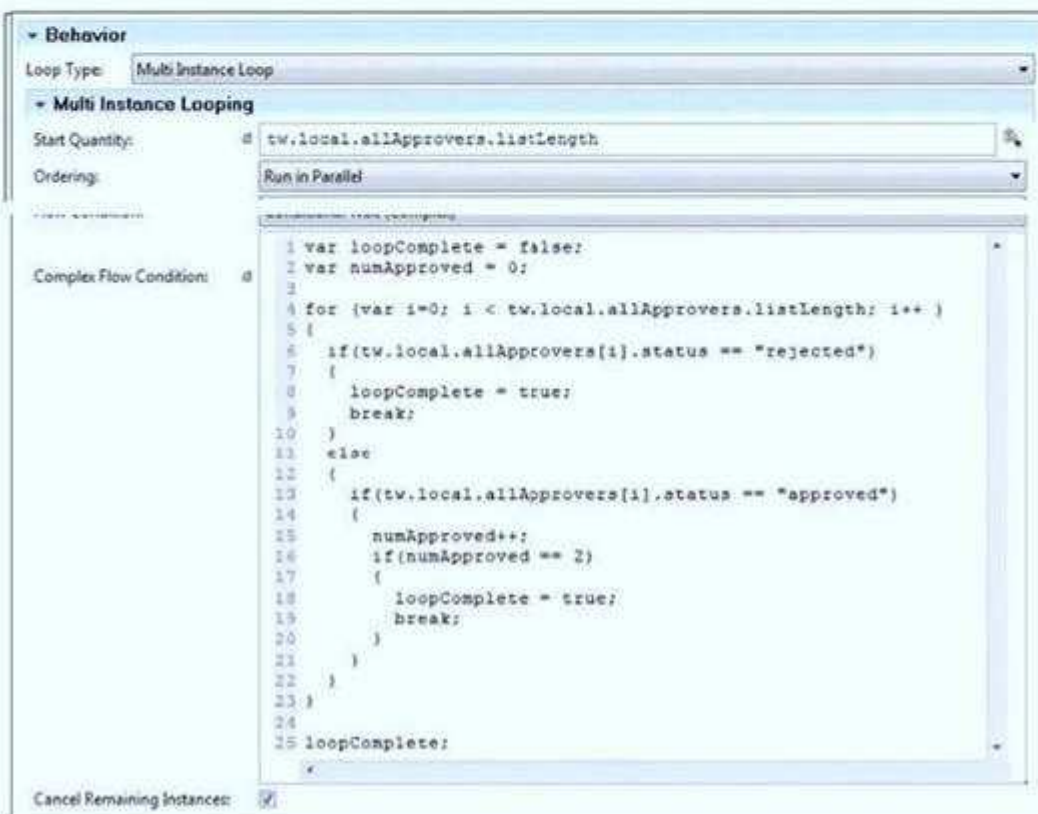 Behavior
Loop Type: Multi Instance Loop
Multi Instance Looping
Start Quantity: tw.local.allApprovers.listLength
Ordering: Run in Parallel
Complex Flow Condition:
1 var loopComplete = false;
2 var numApproved = 0;
3
4 for (var i=0; i < tw.local.allApprovers.listLength; i++ )
5 {
6 if(tw.local.allApprovers[i].status == "rejected")
7 {
8 loopComplete = true;
9 break;
10 }
11 else
12 {
13 if(tw.local.allApprovers[i].status == "approved")
14 {
15 numApproved++;
16 if(numApproved == 2)
17 {
18 loopComplete = true;
19 break;
20 }
21 }
22 }
23 }
24
25 loopComplete;
Cancel Remaining Instances: